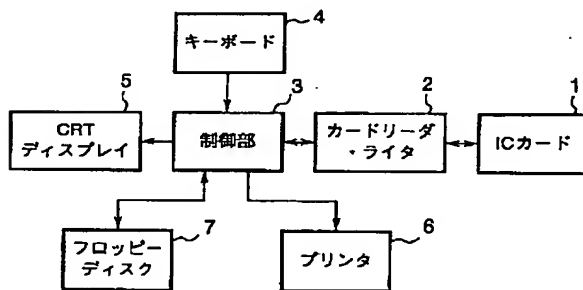 4
キーボード
5
3
2
1
CRT
ディスプレイ
制御部
カードリーダ
・ライタ
ICカード
7
6
フロッピー
ディスク
プリンタ